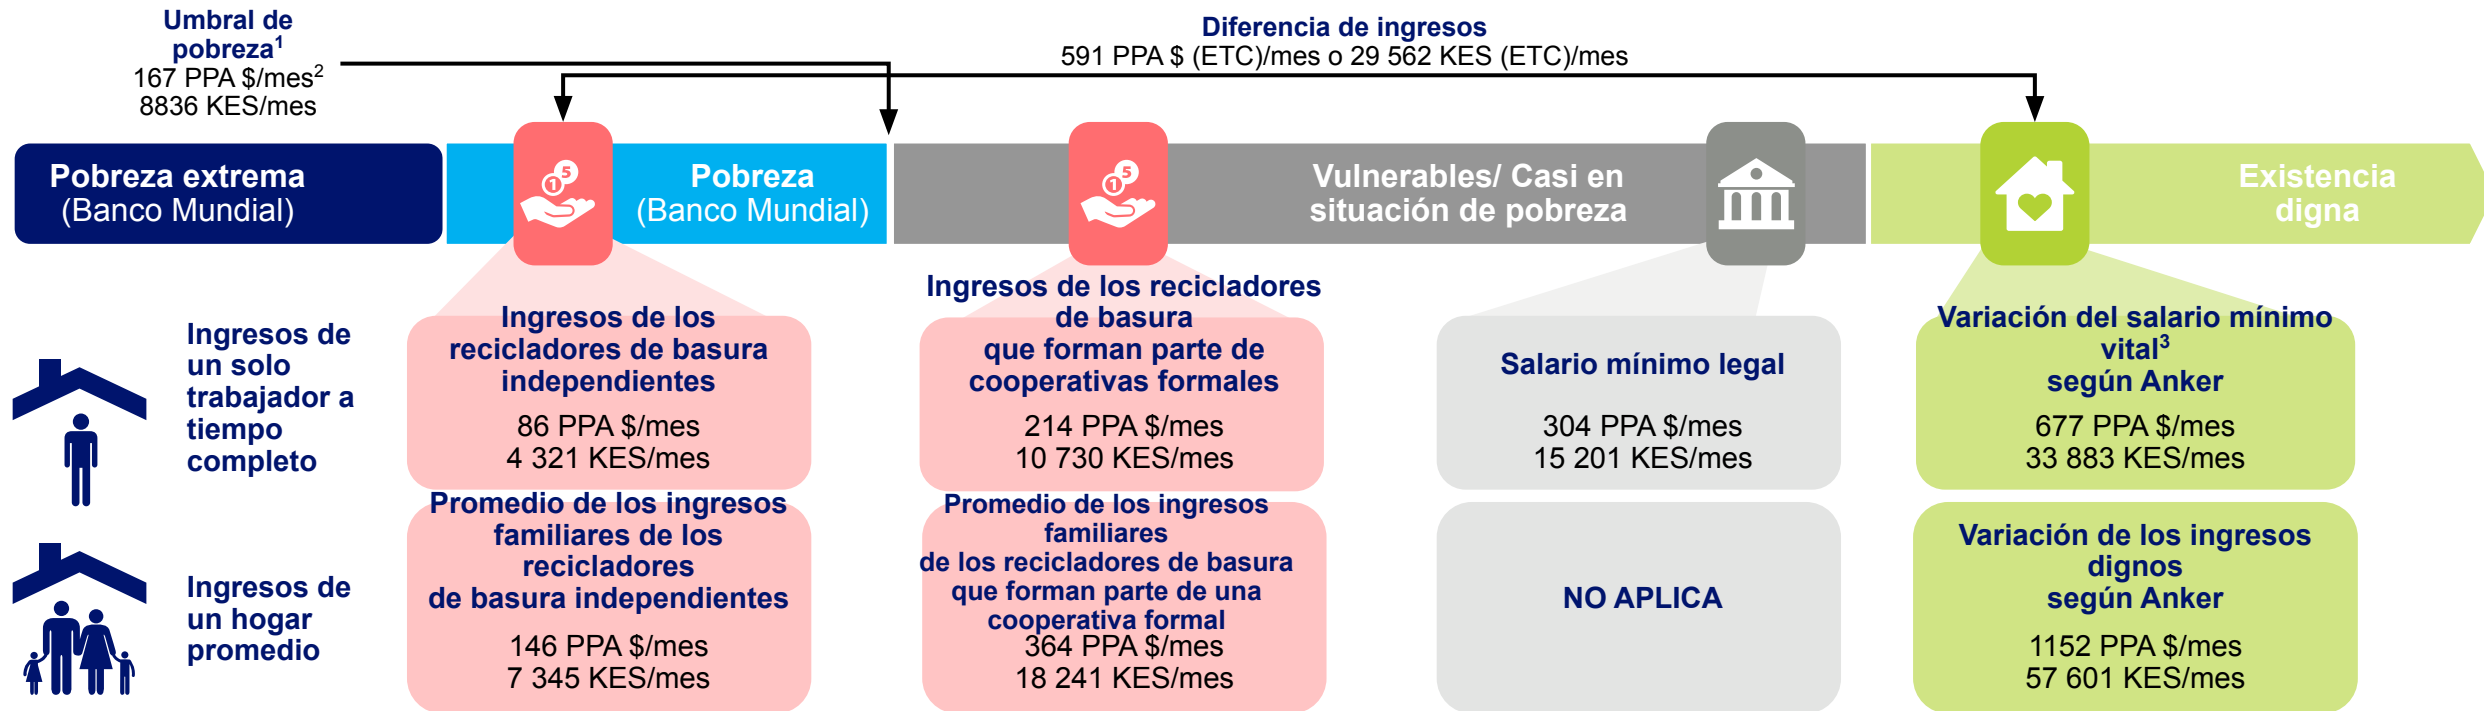 Umbral de
pobreza1
167 PPA $/mes2
8836 KES/mes
Diferencia de ingresos
591 PPA $ (ETC)/mes o 29 562 KES (ETC)/mes
Pobreza extrema
(Banco Mundial)
1 5
Pobreza
(Banco Mundial)
1 5
Vulnerables/ Casi en
situación de pobreza
Existencia
digna
Ingresos de
un solo
trabajador a
tiempo
completo
Ingresos de los
recicladores de basura
independientes
86 PPA $/mes
4 321 KES/mes
Ingresos de los recicladores
de basura
que forman parte de
cooperativas formales
214 PPA $/mes
10 730 KES/mes
Salario mínimo legal
304 PPA $/mes
15 201 KES/mes
Variación del salario mínimo
vital3
según Anker
677 PPA $/mes
33 883 KES/mes
Ingresos de
un hogar
promedio
Promedio de los ingresos
familiares de los
recicladores
de basura independientes
146 PPA $/mes
7 345 KES/mes
Promedio de los ingresos
familiares
de los recicladores de basura
que forman parte de una
cooperativa formal
364 PPA $/mes
18 241 KES/mes
NO APLICA
Variación de los ingresos
dignos
según Anker
1152 PPA $/mes
57 601 KES/mes